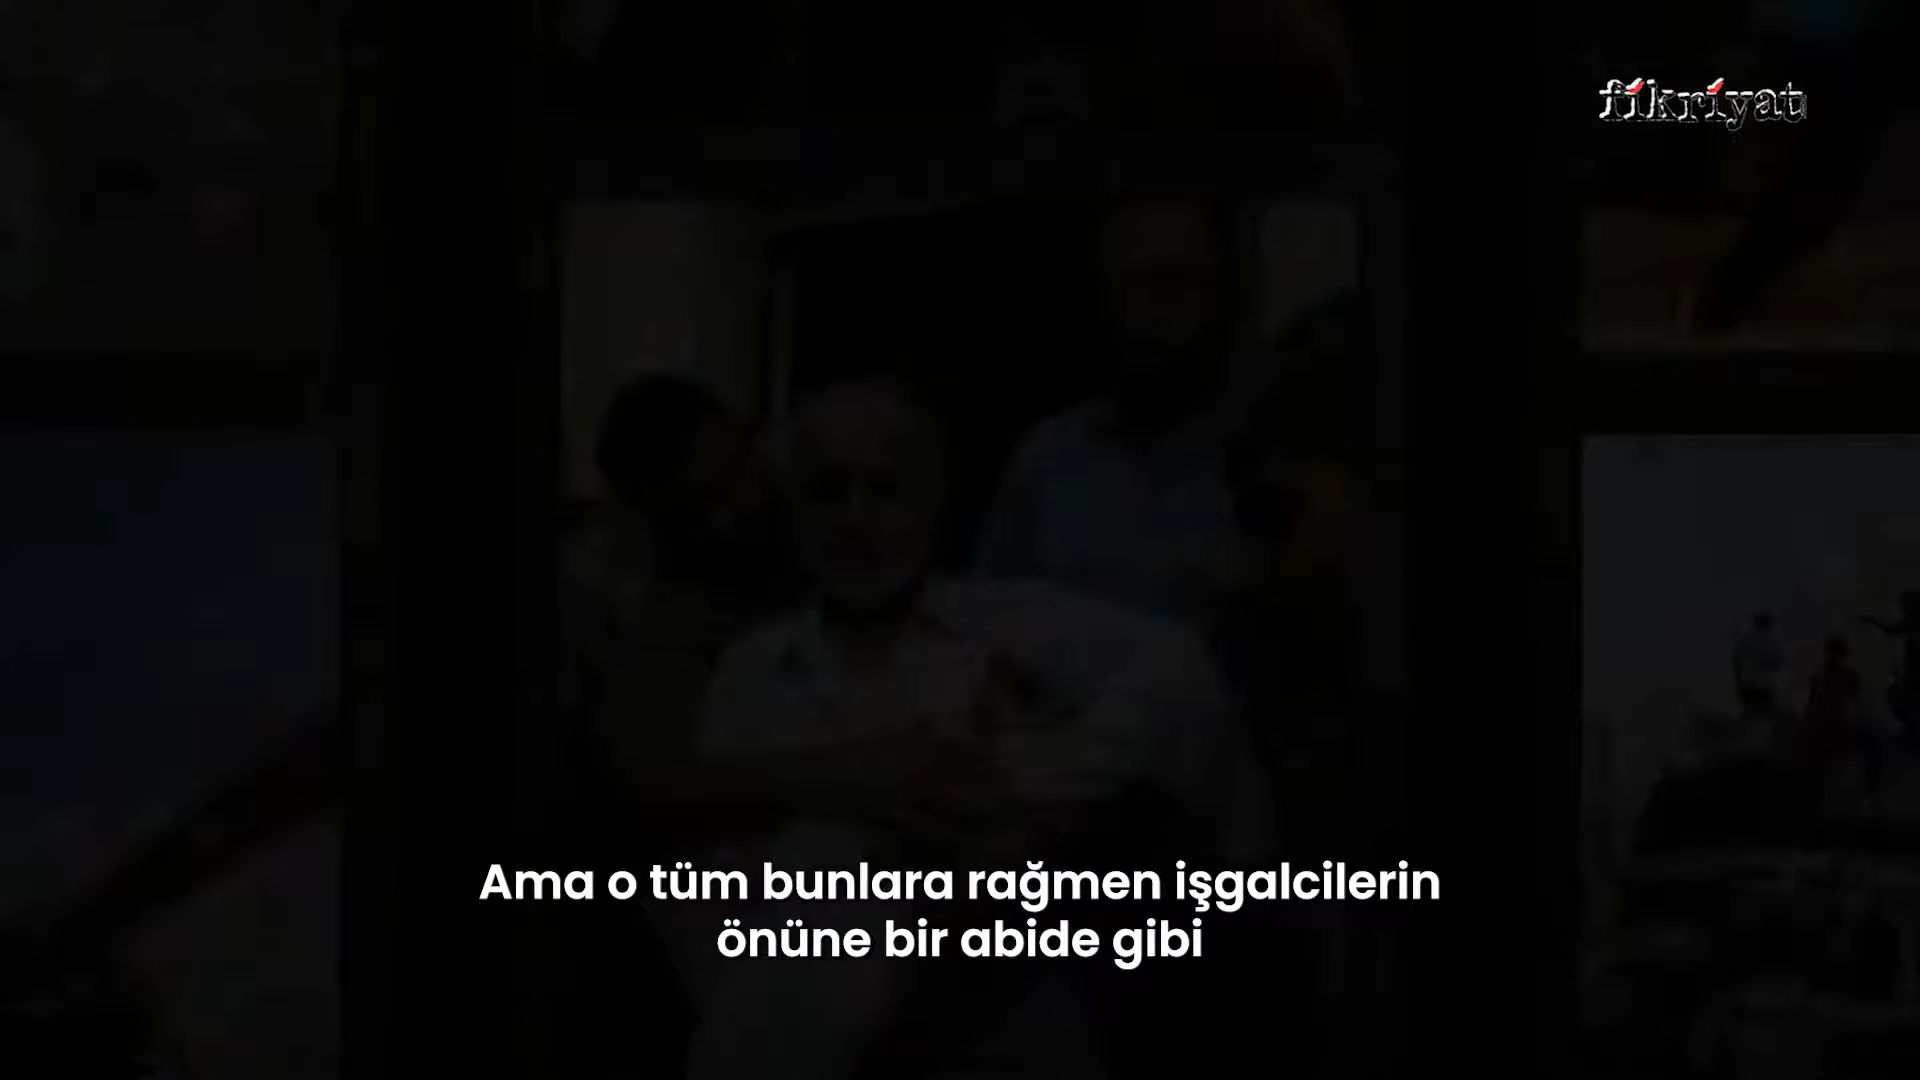 fikriyat
Ama o tüm bunlara rağmen işgalcilerin
önüne bir abide gibi